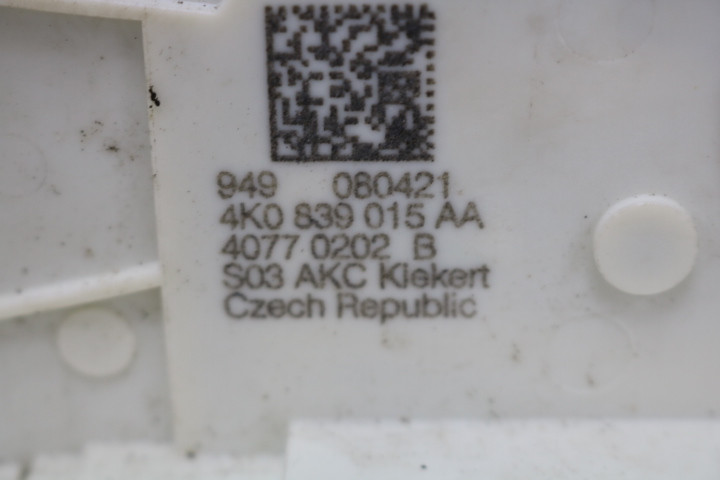 949 080421
4K0 839 015 AA
4077 0202 B
S03 AKC Kiekert
Czech Republic